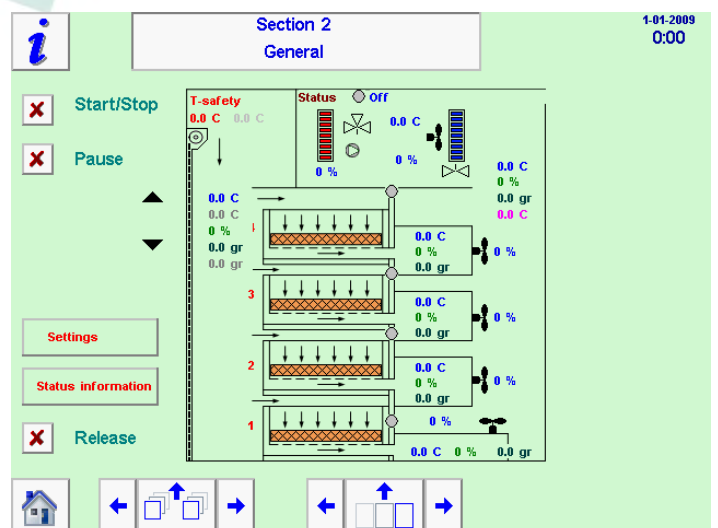 i
Section 2
General
1-01-2009
0:00
Start/Stop
Pause
T-safety
0.0 C 0.0 C
Status Off
0.0 C
0 %
0 %
0.0 C
0 %
0.0 gr
0.0 C
0.0 C
0.0 C
0 %
0.0 gr
0.0 gr
0.0 C
0 %
0.0 gr
0 %
3
0.0 C
0 %
0.0 gr
0 %
2
0.0 C
0 %
0.0 gr
0 %
1
0 %
0.0 C 0 % 0.0 gr
Settings
Status information
Release